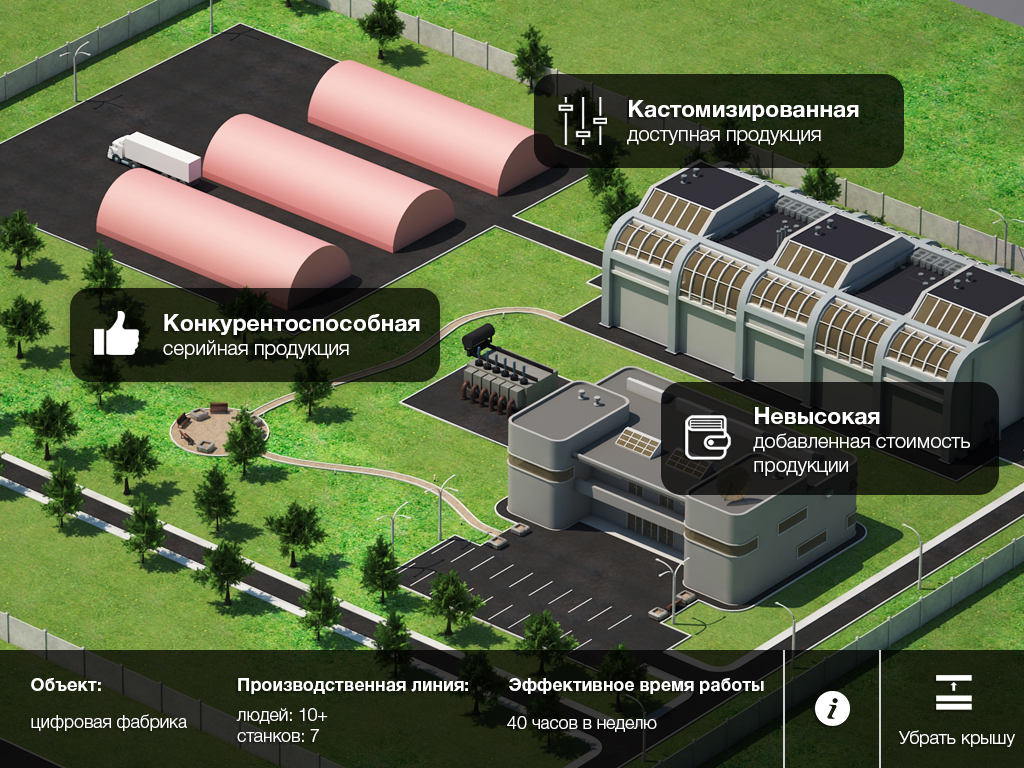 Кастомизированная
доступная продукция
Конкурентоспособная
серийная продукция
Невысокая
добавленная стоимость
продукции
Объект:
цифровая фабрика
Производственная линия:
людей: 10+
станков: 7
Эффективное время работы
40 часов в неделю
i
Убрать крышу